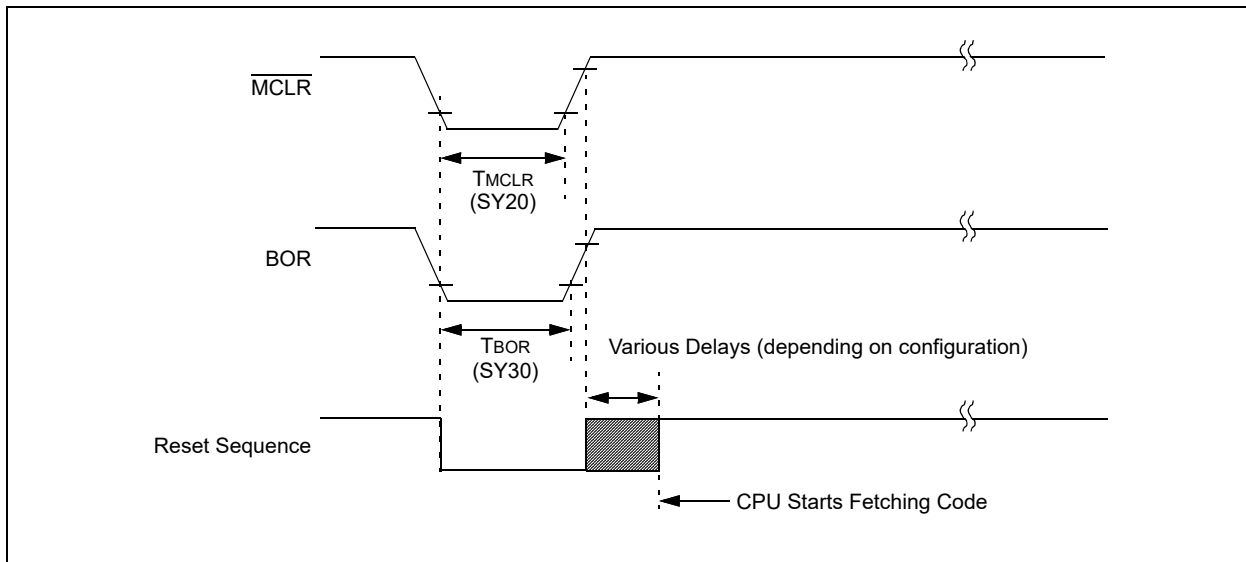 MCLR
TMCLR
(SY20)
BOR
TBOR
(SY30)
Various Delays (depending on configuration)
Reset Sequence
CPU Starts Fetching Code